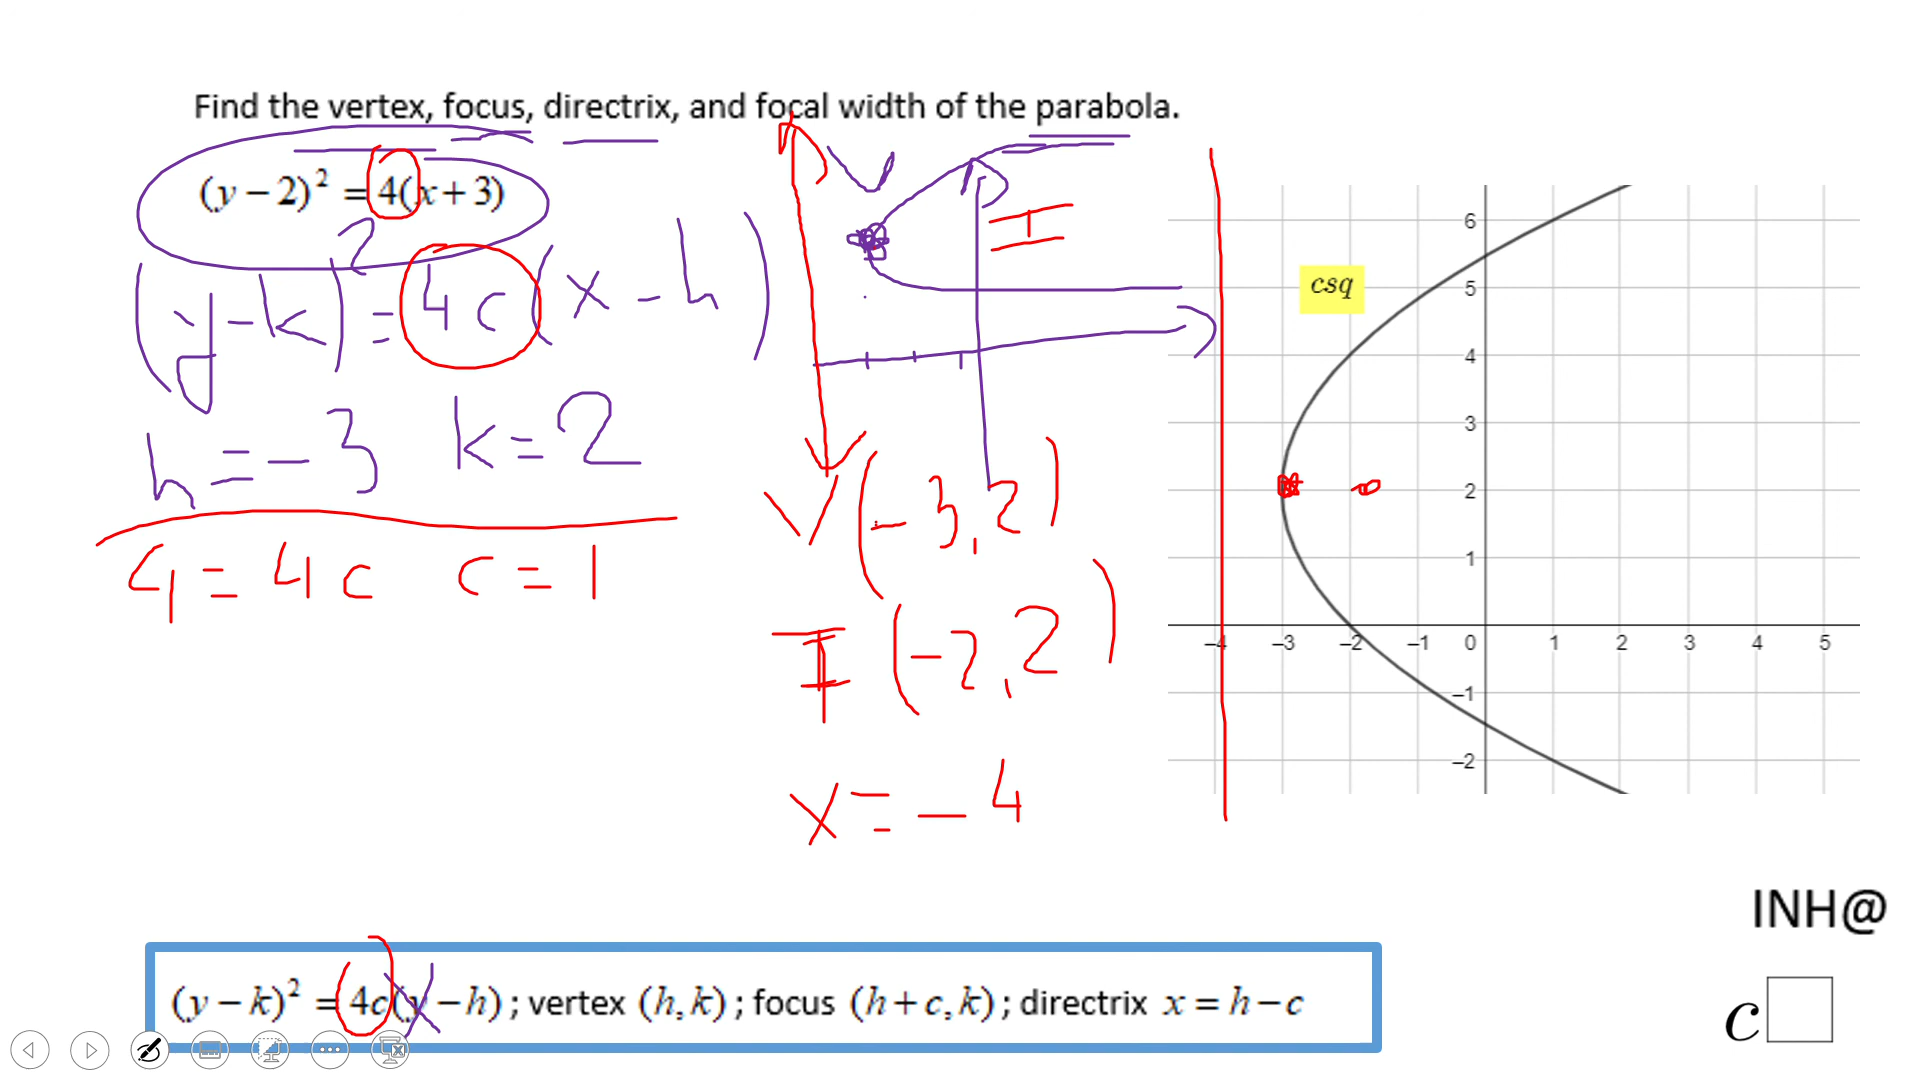 Find the vertex, focus, directrix, and focal width of the parabola.
(y − 2)² = 4(x + 3)
(y − k)² = 4c(x − h)
h = −3 k = 2
4 = 4c c = 1
V (−3, 2)
F (−2, 2)
x = −4
csq
6
5
4
3
2
1
−4 −3 −2 −1 0 1 2 3 4 5
−1
−2
INH@
(y − k)² = 4c(y − h) ; vertex (h, k) ; focus (h + c, k) ; directrix x = h − c
c